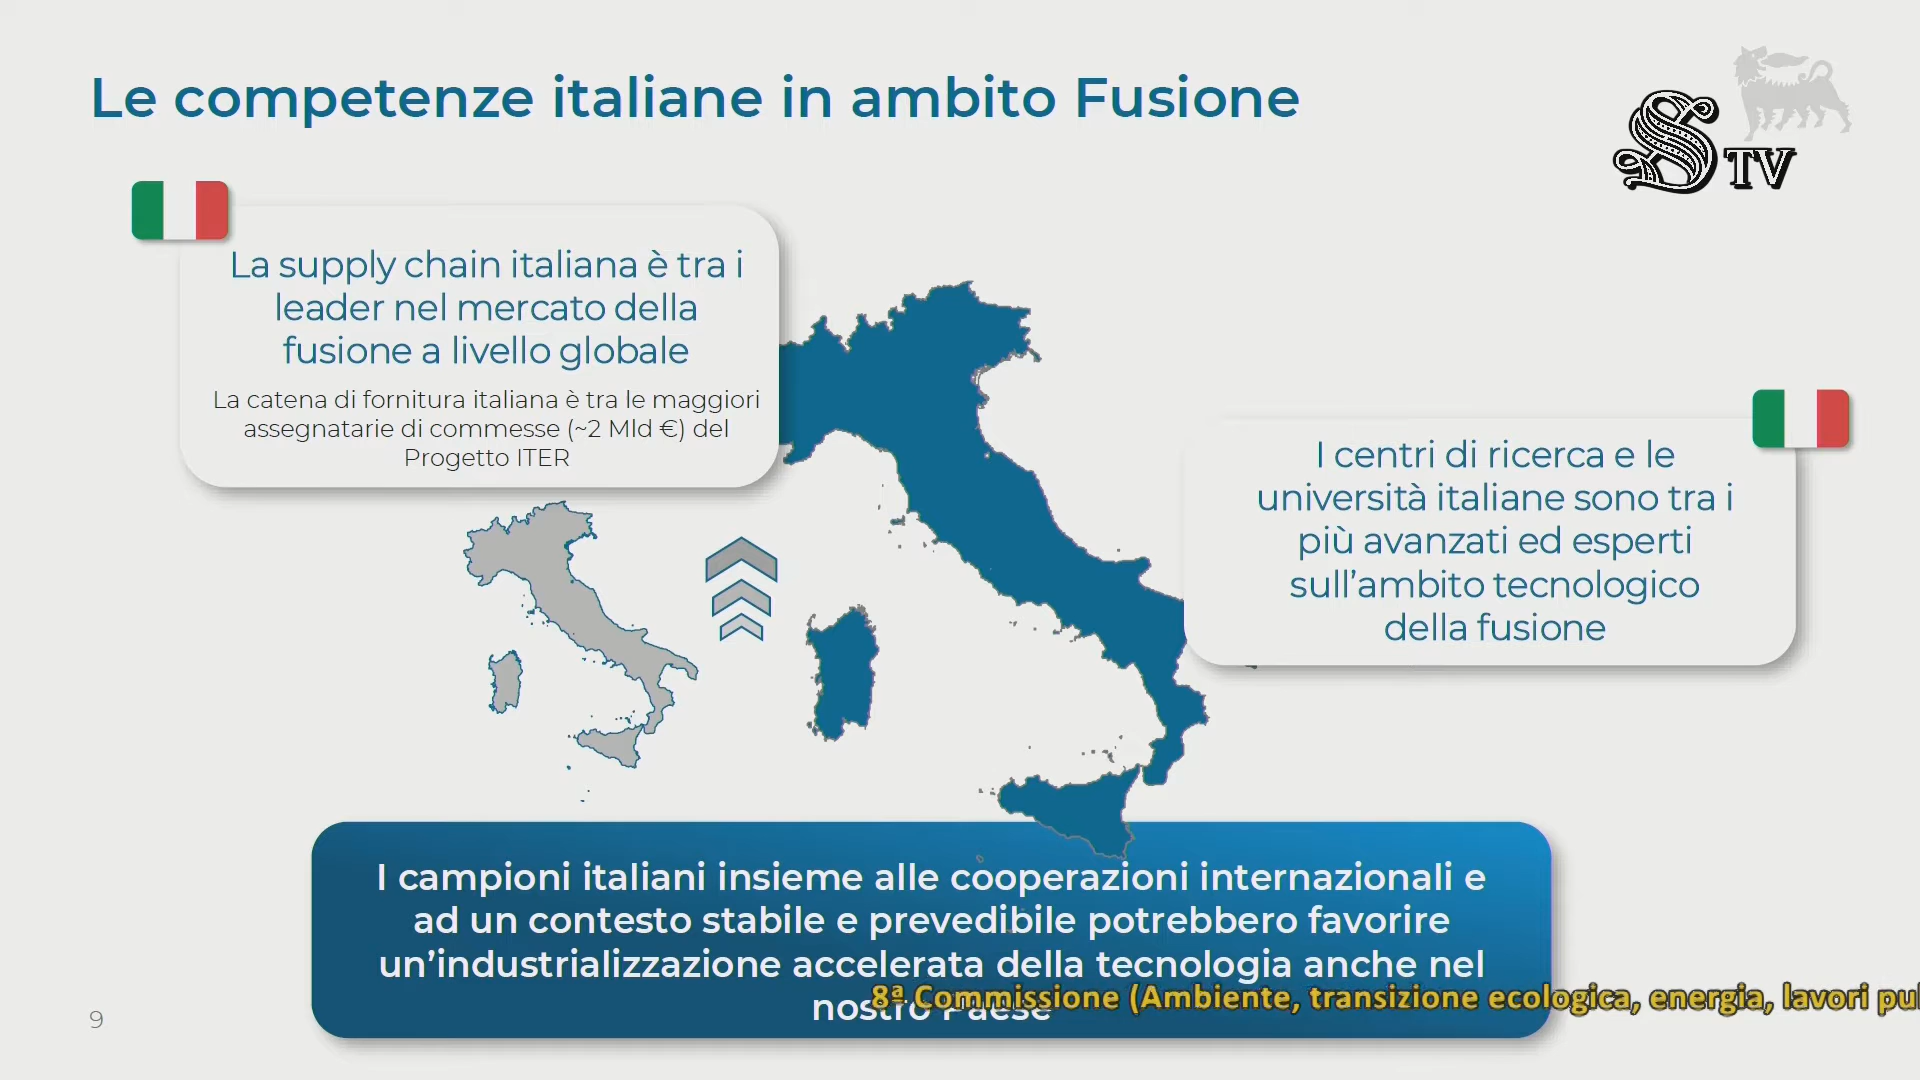 Le competenze italiane in ambito Fusione
S TV
La supply chain italiana è tra i
leader nel mercato della
fusione a livello globale
La catena di fornitura italiana è tra le maggiori
assegnatarie di commesse (~2 Mld €) del
Progetto ITER
I centri di ricerca e le
università italiane sono tra i
più avanzati ed esperti
sull’ambito tecnologico
della fusione
I campioni italiani insieme alle cooperazioni internazionali e
ad un contesto stabile e prevedibile potrebbero favorire
un’industrializzazione accelerata della tecnologia anche nel
nostro Paese
8ª Commissione (Ambiente, transizione ecologica, energia, lavori pu
9